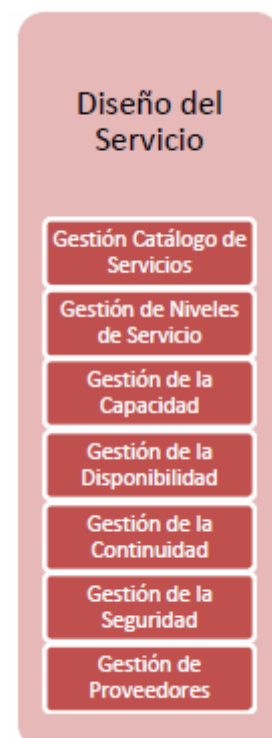 Diseño del
Servicio
Gestión Catálogo de
Servicios
Gestión de Niveles
de Servicio
Gestión de la
Capacidad
Gestión de la
Disponibilidad
Gestión de la
Continuidad
Gestión de la
Seguridad
Gestión de
Proveedores